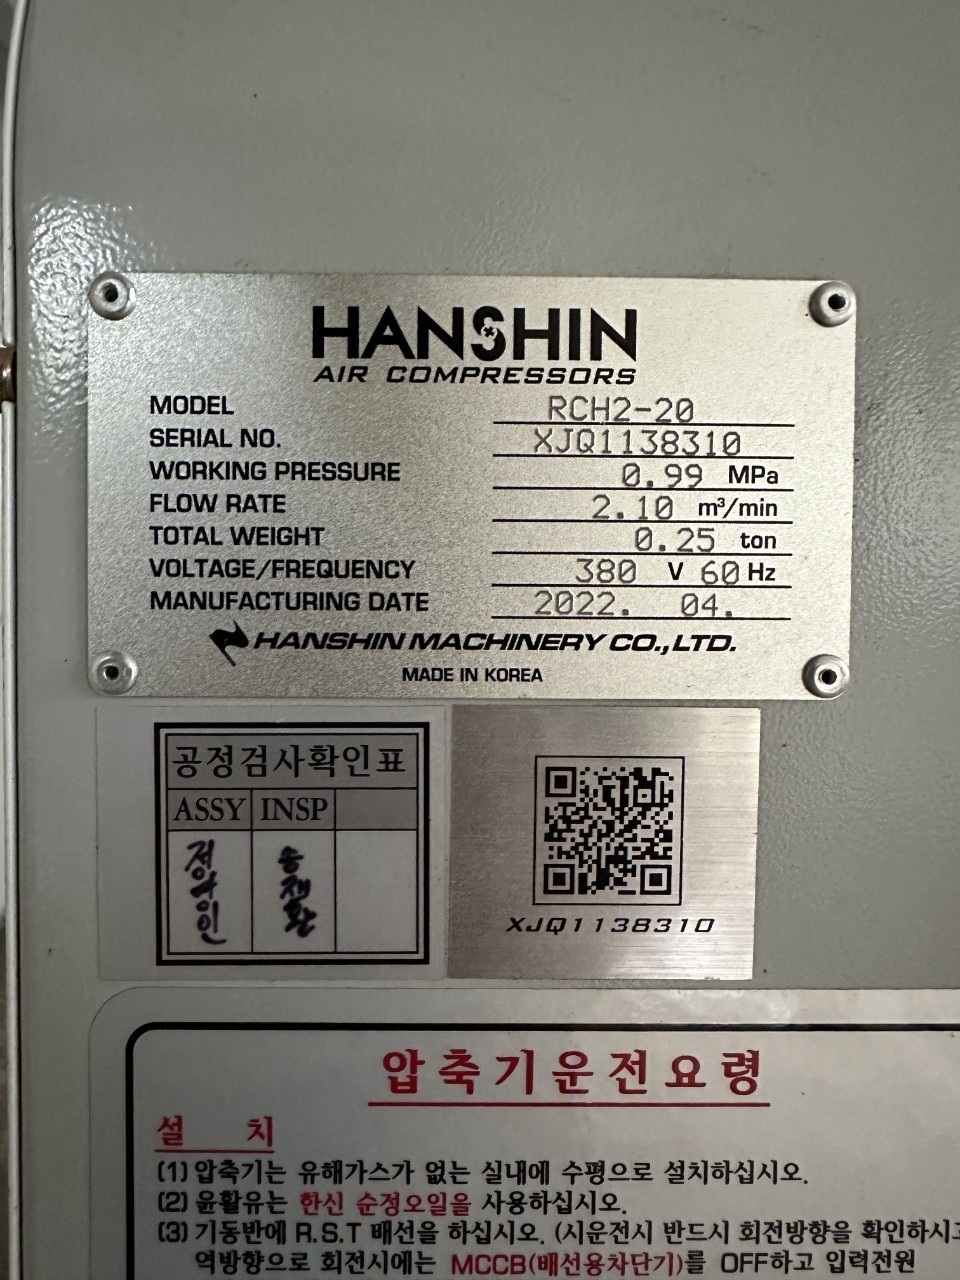 HANSHIN
AIR COMPRESSORS
MODEL RCH2-20
SERIAL NO. XJQ1138310
WORKING PRESSURE 0.99 MPa
FLOW RATE 2.10 m³/min
TOTAL WEIGHT 0.25 ton
VOLTAGE/FREQUENCY 380 V 60 Hz
MANUFACTURING DATE 2022. 04.
HANSHIN MACHINERY CO.,LTD.
MADE IN KOREA
공정검사확인표
ASSY INSP
XJQ1138310
압축기운전요령
설 치
(1) 압축기는 유해가스가 없는 실내에 수평으로 설치하십시오.
(2) 윤활유는 한신 순정오일을 사용하십시오.
(3) 기동반에 R.S.T 배선을 하십시오. (시운전시 반드시 회전방향을 확인하시고
역방향으로 회전시에는 MCCB(배선용차단기)를 OFF하고 입력전원